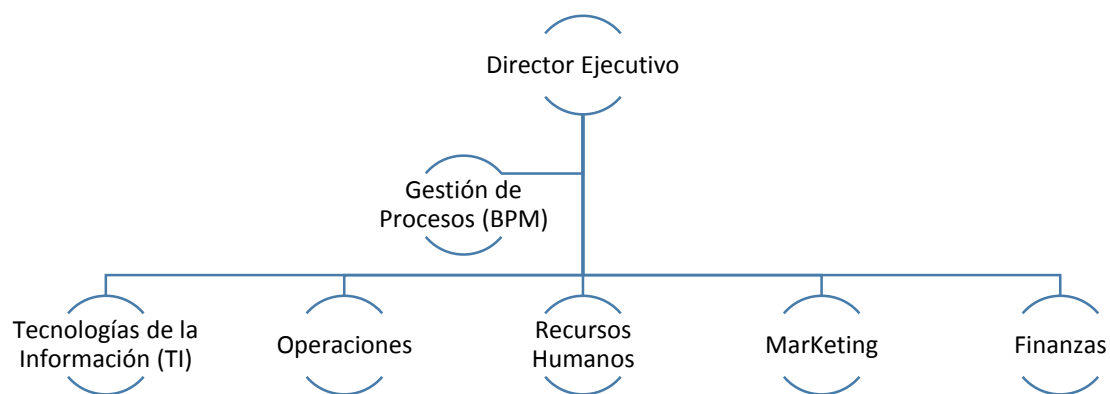 Director Ejecutivo
Gestión de
Procesos (BPM)
Tecnologías de la
Información (TI)
Operaciones
Recursos
Humanos
MarKeting
Finanzas